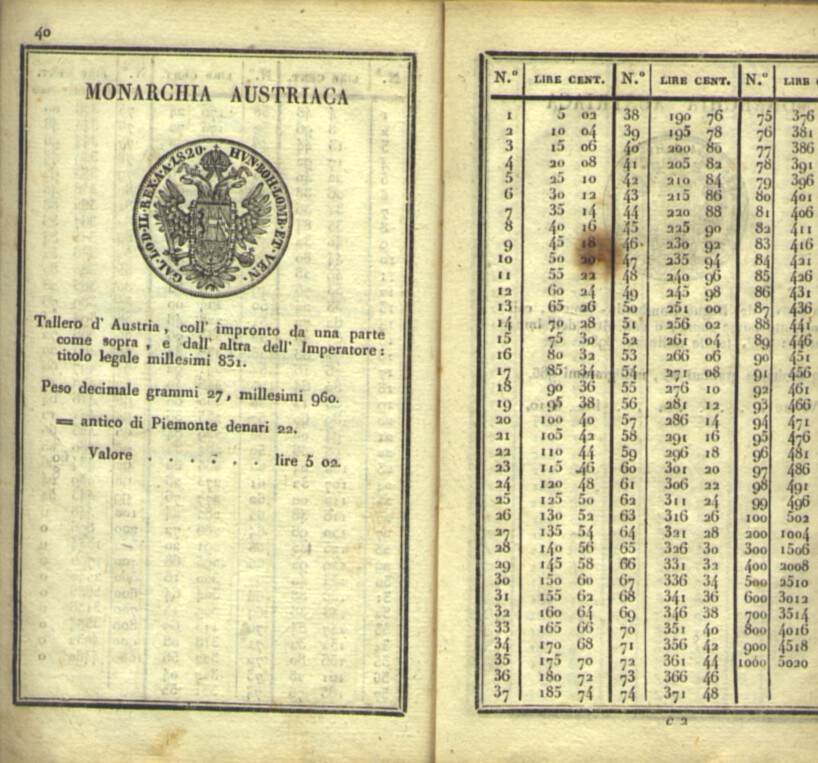 40
MONARCHIA AUSTRIACA
GAL·LOD·IL·REX·A·A·1820· HVN·BOH·LOMB·ET·VEN·
Tallero d' Austria, coll' impronto da una parte
come sopra, e dall' altra dell' Imperatore:
titolo legale millesimi 831.
Peso decimale grammi 27, millesimi 960.
= antico di Piemonte denari 22.
Valore . . . . . . lire 5 02.
N.° LIRE CENT. N.° LIRE CENT. N.° LIRE
1 5 02 38 190 76 75 376
2 10 04 39 195 78 76 381
3 15 06 40 200 80 77 386
4 20 08 41 205 82 78 391
5 25 10 42 210 84 79 396
6 30 12 43 215 86 80 401
7 35 14 44 220 88 81 406
8 40 16 45 225 90 82 411
9 45 18 46 230 92 83 416
10 50 20 47 235 94 84 421
11 55 22 48 240 96 85 426
12 60 24 49 245 98 86 431
13 65 26 50 251 00 87 436
14 70 28 51 256 02 88 441
15 75 30 52 261 04 89 446
16 80 32 53 266 06 90 451
17 85 34 54 271 08 91 456
18 90 36 55 276 10 92 461
19 95 38 56 281 12 93 466
20 100 40 57 286 14 94 471
21 105 42 58 291 16 95 476
22 110 44 59 296 18 96 481
23 115 46 60 301 20 97 486
24 120 48 61 306 22 98 491
25 125 50 62 311 24 99 496
26 130 52 63 316 26 100 502
27 135 54 64 321 28 200 1004
28 140 56 65 326 30 300 1506
29 145 58 66 331 32 400 2008
30 150 60 67 336 34 500 2510
31 155 62 68 341 36 600 3012
32 160 64 69 346 38 700 3514
33 165 66 70 351 40 800 4016
34 170 68 71 356 42 900 4518
35 175 70 72 361 44 1000 5020
36 180 72 73 366 46
37 185 74 74 371 48
C 2